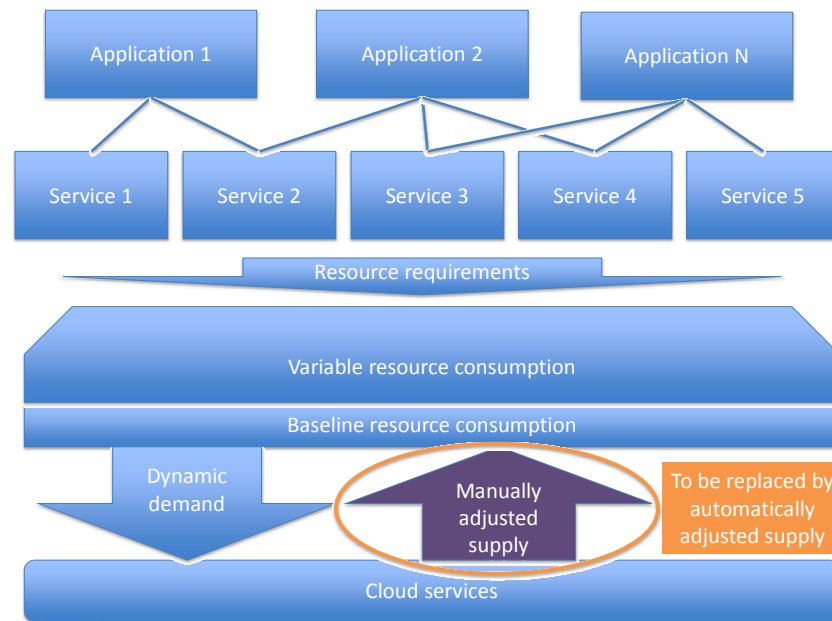 Application 1
Application 2
Application N
Service 1
Service 2
Service 3
Service 4
Service 5
Resource requirements
Variable resource consumption
Baseline resource consumption
Dynamic
demand
Manually
adjusted
supply
To be replaced by
automatically
adjusted supply
Cloud services